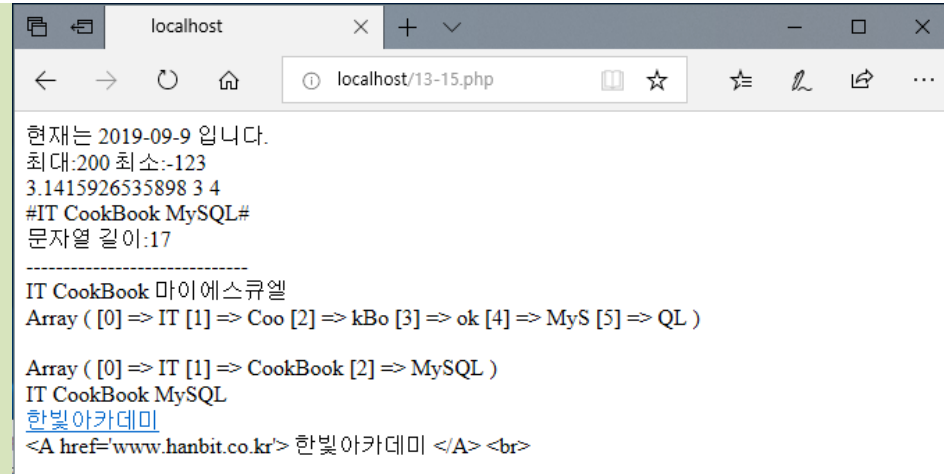 localhost
localhost/13-15.php
현재는 2019-09-9 입니다.
최대:200 최소:-123
3.1415926535898 3 4
#IT CookBook MySQL#
문자열 길이:17
------------------------------
IT CookBook 마이에스큐엘
Array ( [0] => IT [1] => Coo [2] => kBo [3] => ok [4] => MyS [5] => QL )
Array ( [0] => IT [1] => CookBook [2] => MySQL )
IT CookBook MySQL
한빛아카데미
<A href='www.hanbit.co.kr'> 한빛아카데미 </A> <br>